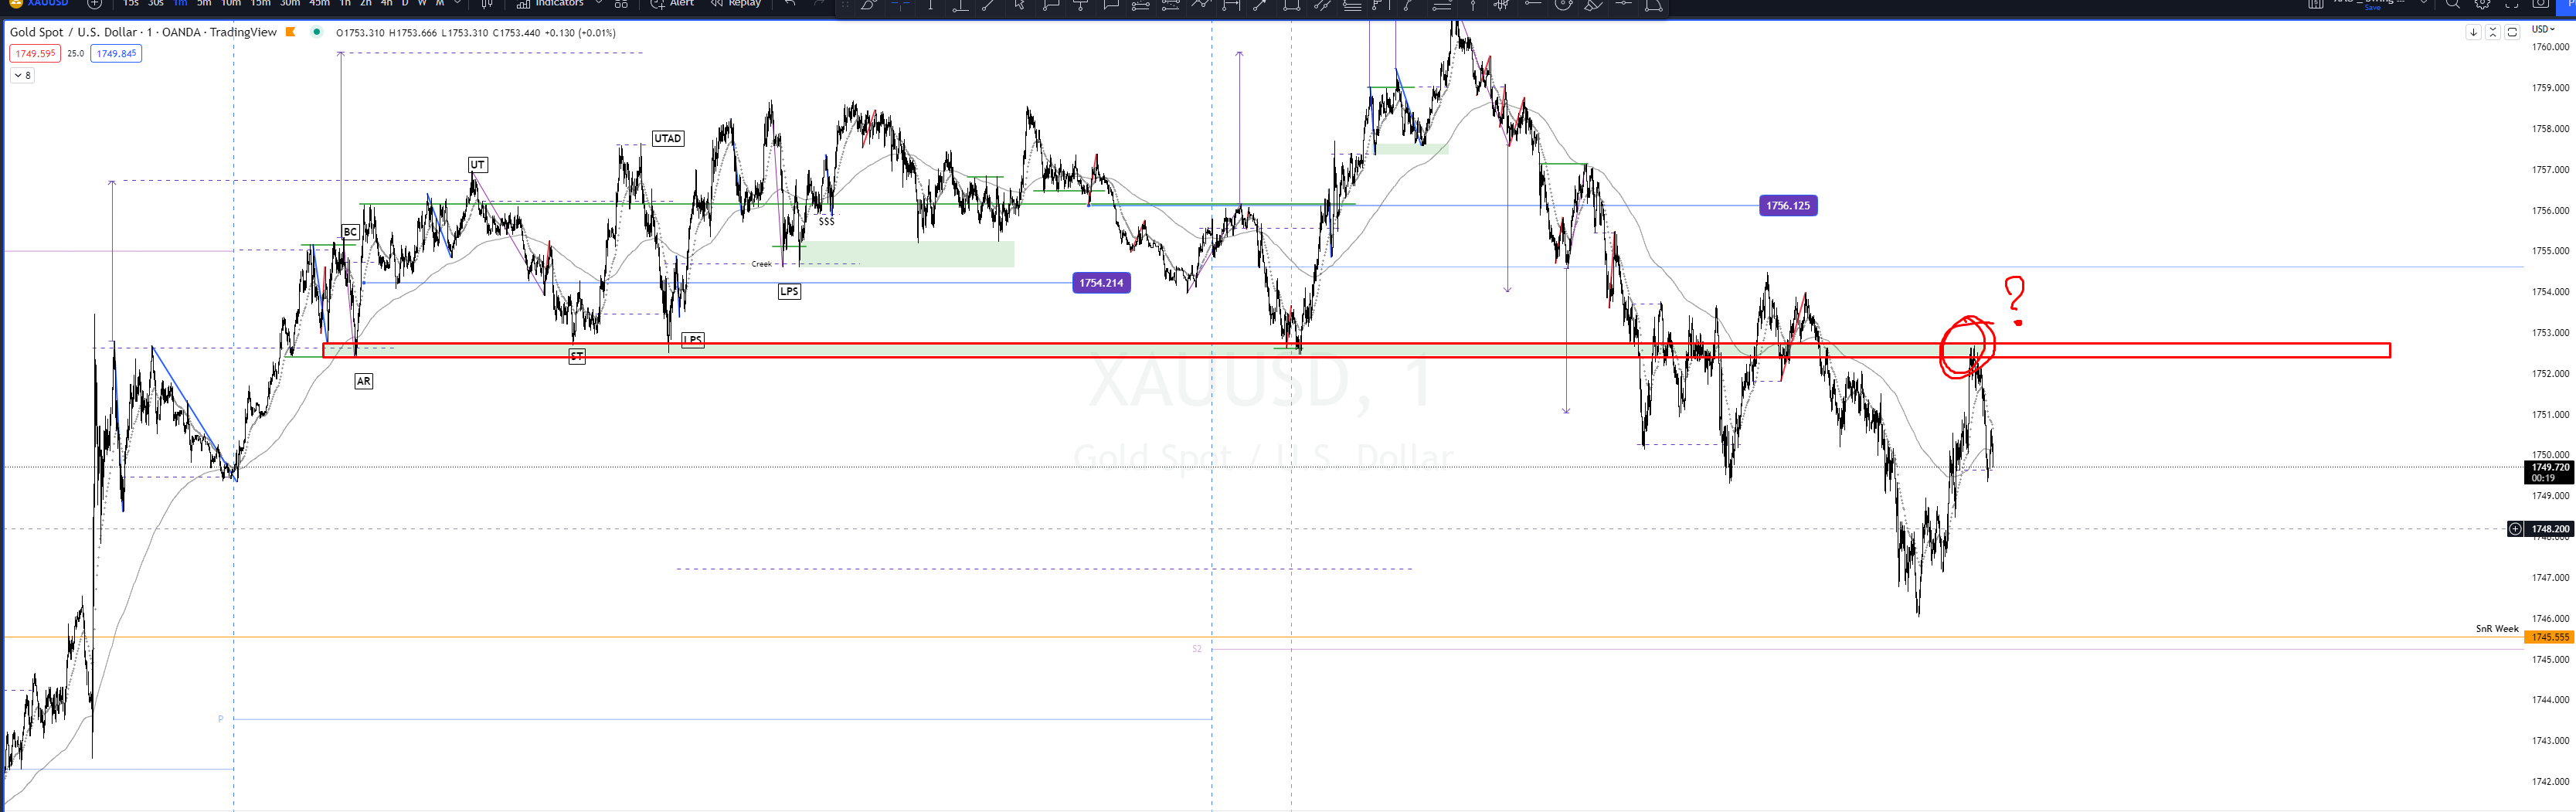 XAUUSD 15s 30s 1m 5m 10m 15m 30m 45m 1h 2h 4h D W M Indicators Alert Replay Save
Gold Spot / U.S. Dollar · 1 · OANDA · TradingView O1753.310 H1753.666 L1753.310 C1753.440 +0.130 (+0.01%)
USD
1749.595 25.0 1749.845
8
1760.000
1759.000
1758.000
1757.000
1756.000
1755.000
1754.000
1753.000
1752.000
1751.000
1750.000
1749.720
00:19
1749.000
1748.200
1747.000
1746.000
1745.555
1745.000
1744.000
1743.000
1742.000
UTAD
UT
BC
SSS
Creek
LPS
LPS
ST
AR
1756.125
1754.214
?
XAUUSD, 1
Gold Spot / U.S. Dollar
SnR Week
S2
P